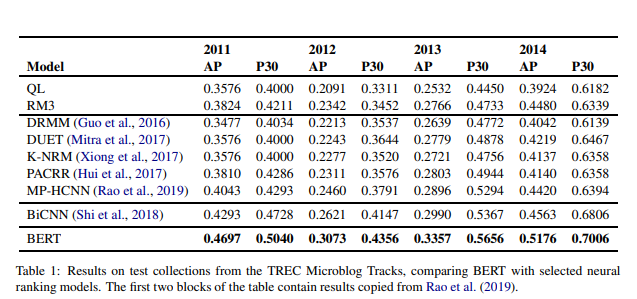 2011 2012 2013 2014
Model AP P30 AP P30 AP P30 AP P30
QL 0.3576 0.4000 0.2091 0.3311 0.2532 0.4450 0.3924 0.6182
RM3 0.3824 0.4211 0.2342 0.3452 0.2766 0.4733 0.4480 0.6339
DRMM (Guo et al., 2016) 0.3477 0.4034 0.2213 0.3537 0.2639 0.4772 0.4042 0.6139
DUET (Mitra et al., 2017) 0.3576 0.4000 0.2243 0.3644 0.2779 0.4878 0.4219 0.6467
K-NRM (Xiong et al., 2017) 0.3576 0.4000 0.2277 0.3520 0.2721 0.4756 0.4137 0.6358
PACRR (Hui et al., 2017) 0.3810 0.4286 0.2311 0.3576 0.2803 0.4944 0.4140 0.6358
MP-HCNN (Rao et al., 2019) 0.4043 0.4293 0.2460 0.3791 0.2896 0.5294 0.4420 0.6394
BiCNN (Shi et al., 2018) 0.4293 0.4728 0.2621 0.4147 0.2990 0.5367 0.4563 0.6806
BERT 0.4697 0.5040 0.3073 0.4356 0.3357 0.5656 0.5176 0.7006
Table 1: Results on test collections from the TREC Microblog Tracks, comparing BERT with selected neural
ranking models. The first two blocks of the table contain results copied from Rao et al. (2019).